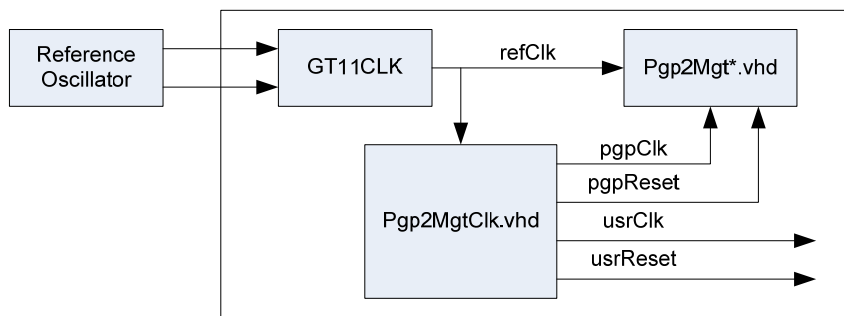 Reference
Oscillator
GT11CLK
refClk
Pgp2Mgt*.vhd
Pgp2MgtClk.vhd
pgpClk
pgpReset
usrClk
usrReset